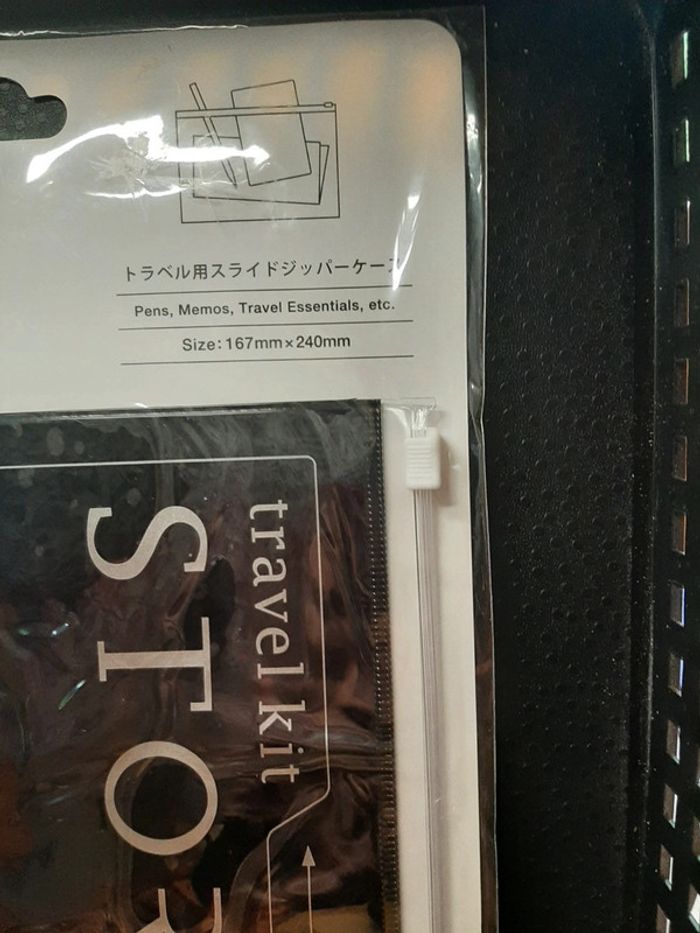 トラベル用スライドジッパーケース
Pens, Memos, Travel Essentials, etc.
Size: 167mm×240mm
travel kit
STO